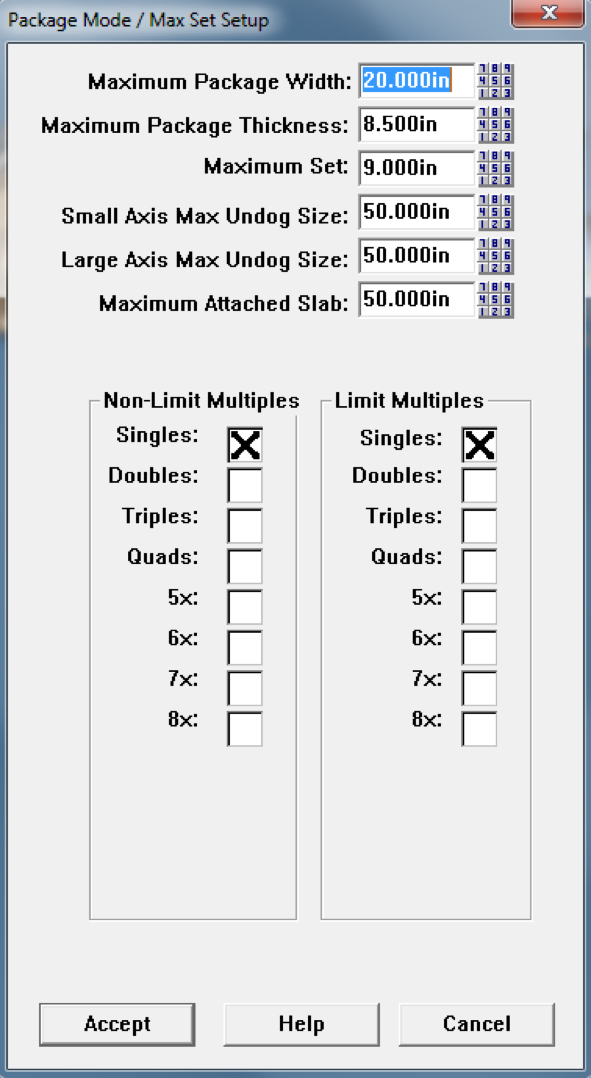 Package Mode / Max Set Setup
Maximum Package Width: 20.000in
Maximum Package Thickness: 8.500in
Maximum Set: 9.000in
Small Axis Max Undog Size: 50.000in
Large Axis Max Undog Size: 50.000in
Maximum Attached Slab: 50.000in
Non-Limit Multiples
Singles:
Doubles:
Triples:
Quads:
5x:
6x:
7x:
8x:
Limit Multiples
Singles:
Doubles:
Triples:
Quads:
5x:
6x:
7x:
8x:
Accept
Help
Cancel